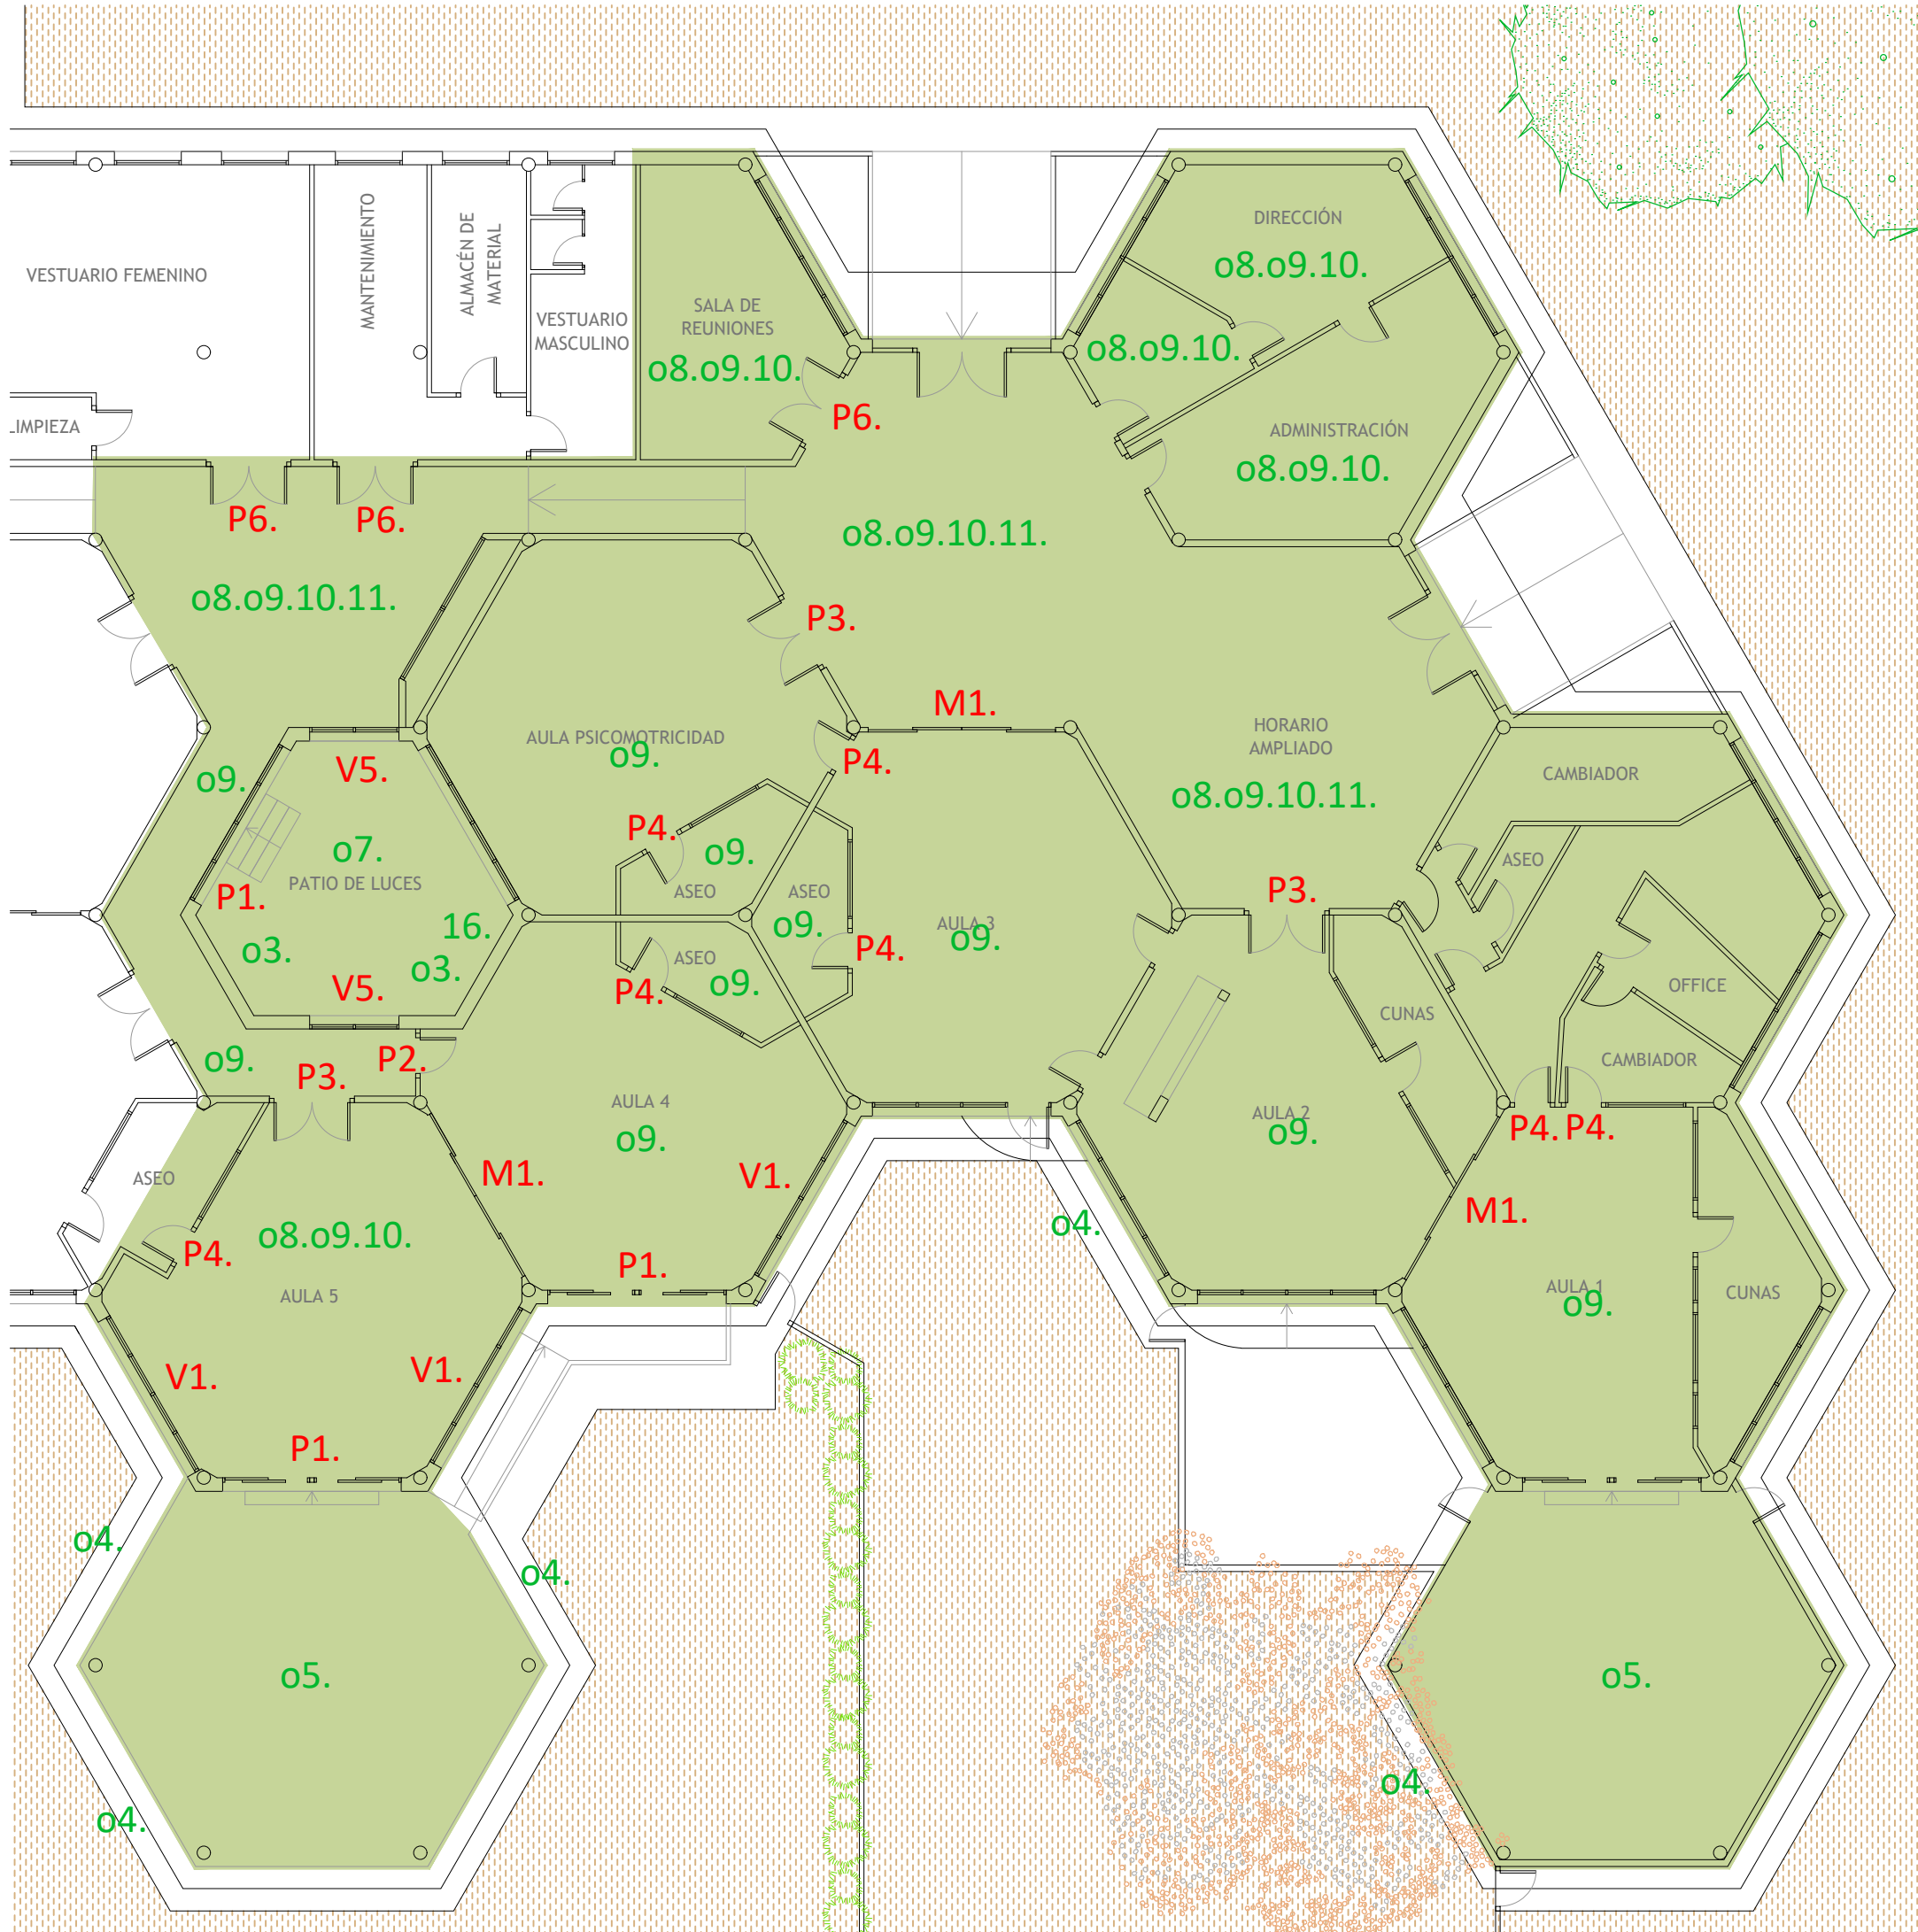 DIRECCIÓN
o8.o9.10.
MANTENIMIENTO
ALMACÉN DE
MATERIAL
VESTUARIO FEMENINO
SALA DE
REUNIONES
o8.o9.10.
VESTUARIO
MASCULINO
o8.o9.10.
P6.
LIMPIEZA
ADMINISTRACIÓN
o8.o9.10.
P6.
P6.
o8.o9.10.11.
o8.o9.10.11.
P3.
M1.
AULA PSICOMOTRICIDAD
o9.
HORARIO
AMPLIADO
o8.o9.10.11.
CAMBIADOR
o9.
V5.
P4.
P4.
o9.
ASEO
o7.
PATIO DE LUCES
P1.
ASEO
ASEO
o9.
P3.
16.
o3.
o3.
AULA 3
o9.
P4.
ASEO
o9.
P4.
V5.
OFFICE
CUNAS
o9.
P2.
P3.
CAMBIADOR
AULA 4
o9.
AULA 2
o9.
P4.
P4.
ASEO
M1.
V1.
M1.
o8.o9.10.
P4.
o4.
P1.
AULA 5
AULA 1
o9.
CUNAS
V1.
V1.
P1.
o4.
o4.
o5.
o5.
o4.
o4.